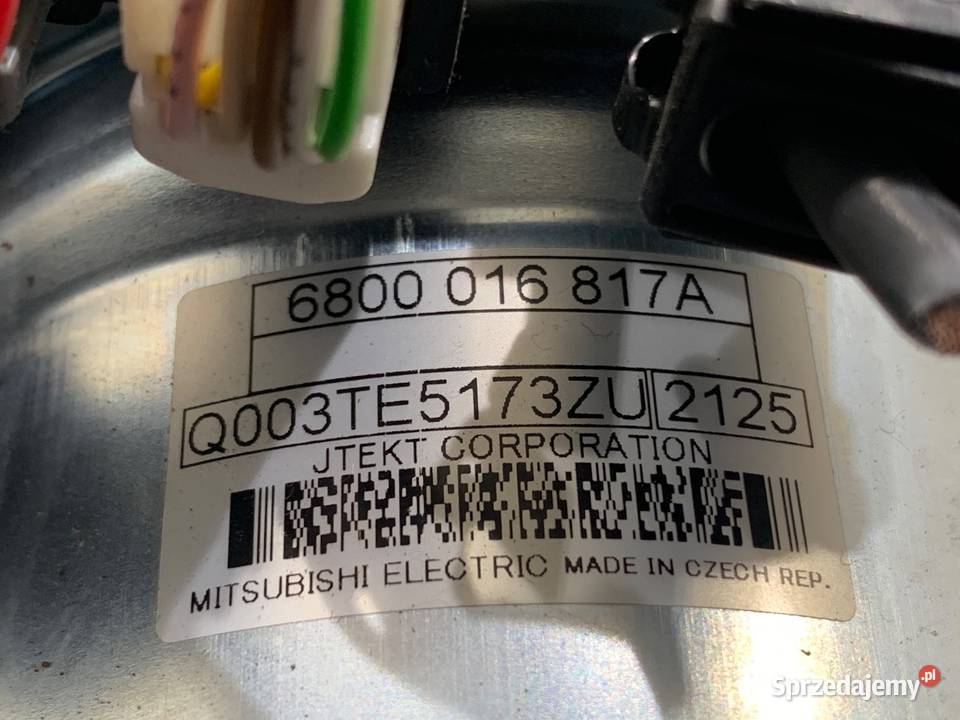 6800 016 817A
Q003TE5173ZU 2125
JTEKT CORPORATION
MITSUBISHI ELECTRIC MADE IN CZECH REP.
Sprzedajemy.pl